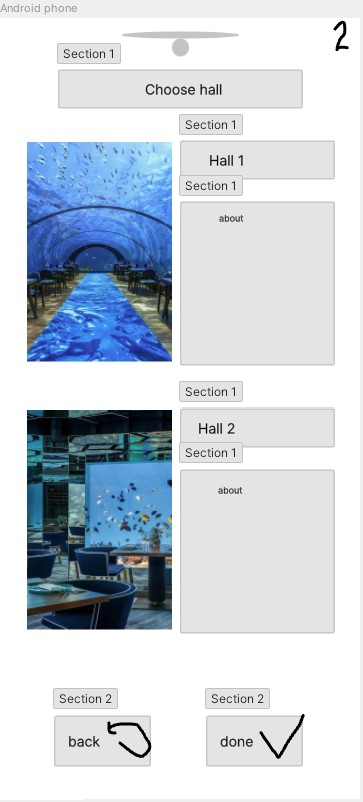 Android phone
2
Section 1
Choose hall
Section 1
Hall 1
Section 1
about
Section 1
Hall 2
Section 1
about
Section 2
Section 2
back
done